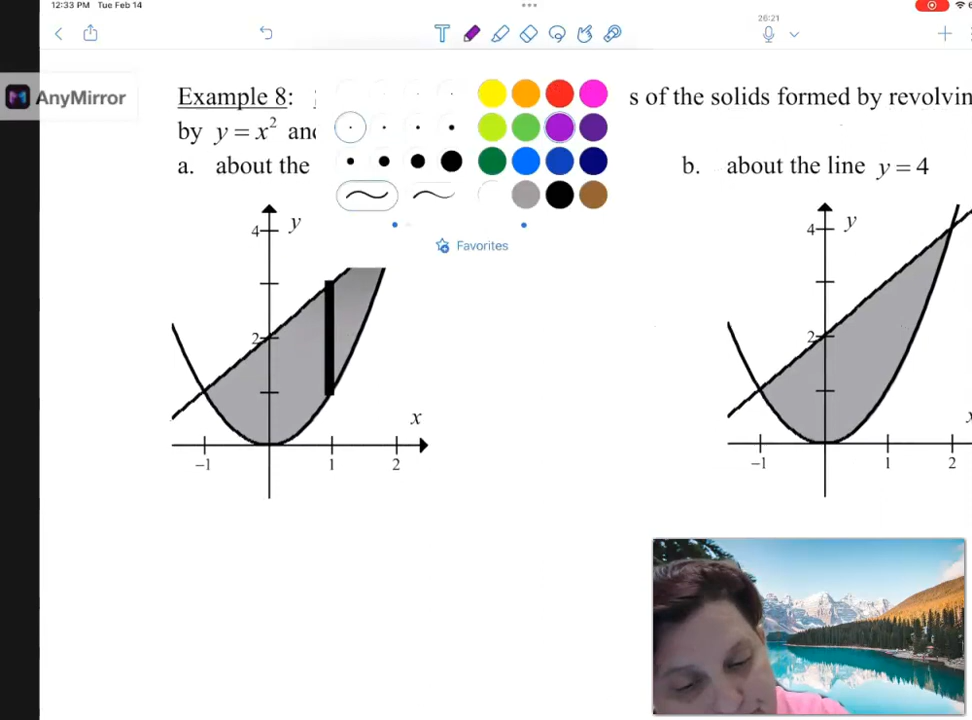 12:33 PM Tue Feb 14
26:21
AnyMirror
Example 8:
s of the solids formed by revolvin
by y = x² and
a. about the
b. about the line y = 4
Favorites
4
y
2
x
-1
1
2
4
y
2
x
-1
1
2